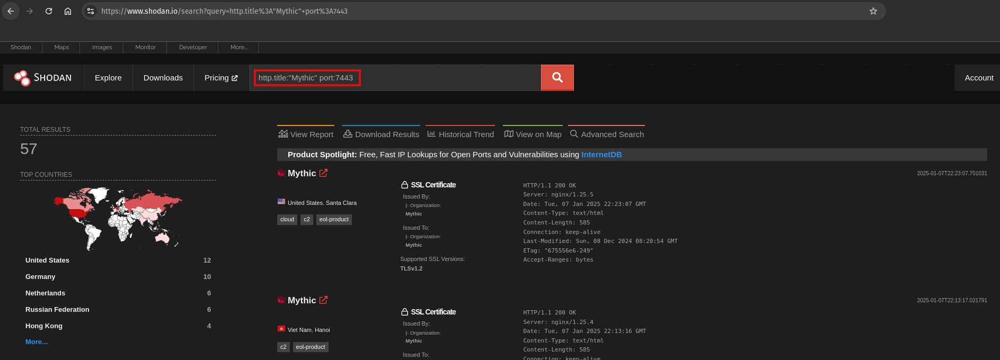 https://www.shodan.io/search?query=http.title%3A"Mythic"+port%3A7443
Shodan
Maps
Images
Monitor
Developer
More...
SHODAN
Explore
Downloads
Pricing
http.title:"Mythic" port:7443
Account
TOTAL RESULTS
57
TOP COUNTRIES
United States 12
Germany 10
Netherlands 6
Russian Federation 6
Hong Kong 4
More...
View Report
Download Results
Historical Trend
View on Map
Advanced Search
Product Spotlight: Free, Fast IP Lookups for Open Ports and Vulnerabilities using InternetDB
Mythic
2025-01-07T22:23:07.701031
United States, Santa Clara
cloud
c2
eol-product
SSL Certificate
Issued By:
|- Organization:
Mythic
Issued To:
|- Organization:
Mythic
Supported SSL Versions:
TLSv1.2
HTTP/1.1 200 OK
Server: nginx/1.25.5
Date: Tue, 07 Jan 2025 22:23:07 GMT
Content-Type: text/html
Content-Length: 585
Connection: keep-alive
Last-Modified: Sun, 08 Dec 2024 08:20:54 GMT
ETag: "675556e6-249"
Accept-Ranges: bytes
Mythic
2025-01-07T22:13:17.021791
Viet Nam, Hanoi
c2
eol-product
SSL Certificate
Issued By:
|- Organization:
Mythic
Issued To:
HTTP/1.1 200 OK
Server: nginx/1.25.4
Date: Tue, 07 Jan 2025 22:13:16 GMT
Content-Type: text/html
Content-Length: 585
Connection: keep-alive